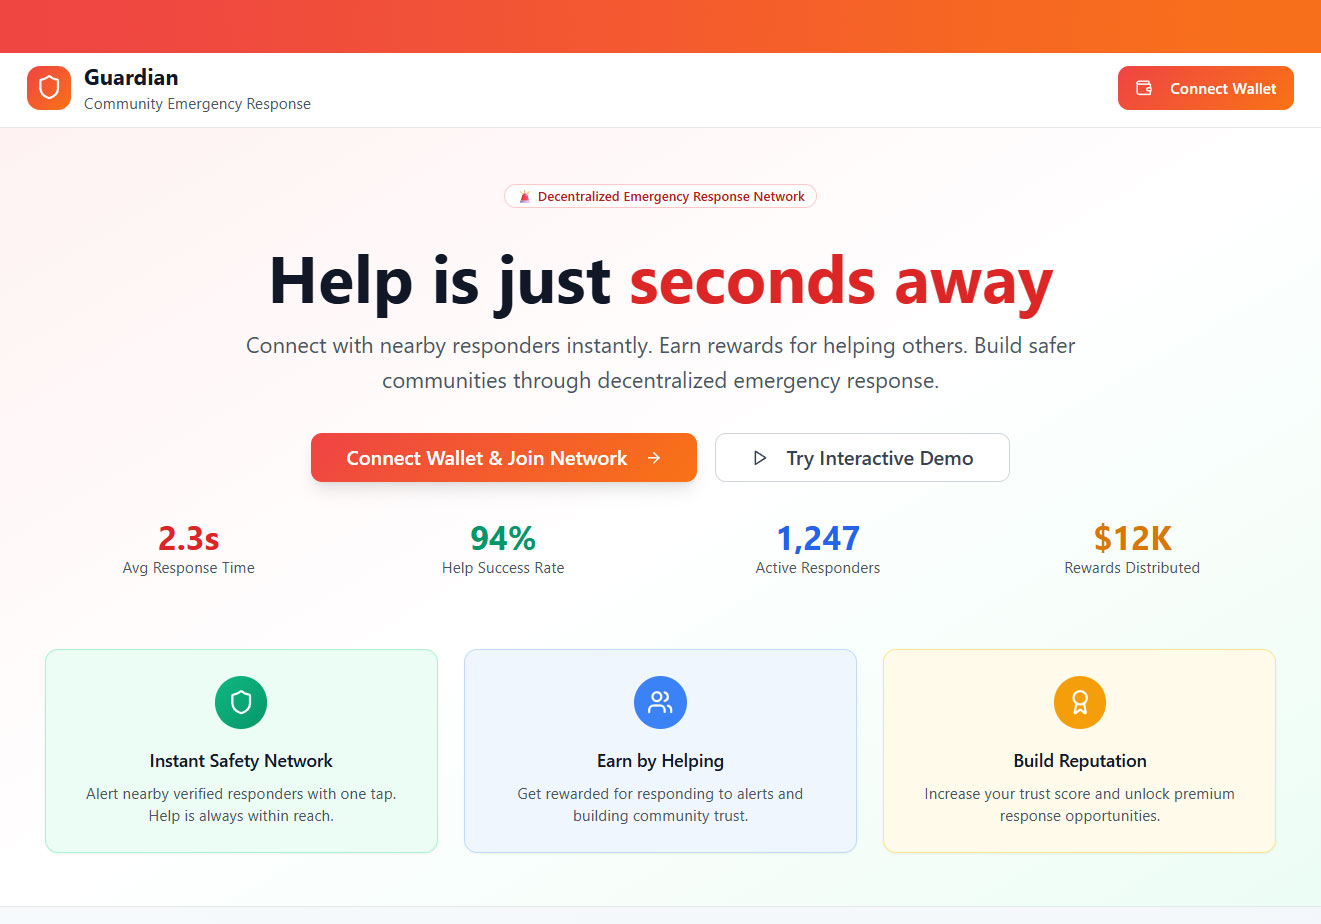 Guardian
Community Emergency Response
Connect Wallet
Decentralized Emergency Response Network
Help is just seconds away
Connect with nearby responders instantly. Earn rewards for helping others. Build safer
communities through decentralized emergency response.
Connect Wallet & Join Network
Try Interactive Demo
2.3s
Avg Response Time
94%
Help Success Rate
1,247
Active Responders
$12K
Rewards Distributed
Instant Safety Network
Alert nearby verified responders with one tap.
Help is always within reach.
Earn by Helping
Get rewarded for responding to alerts and
building community trust.
Build Reputation
Increase your trust score and unlock premium
response opportunities.